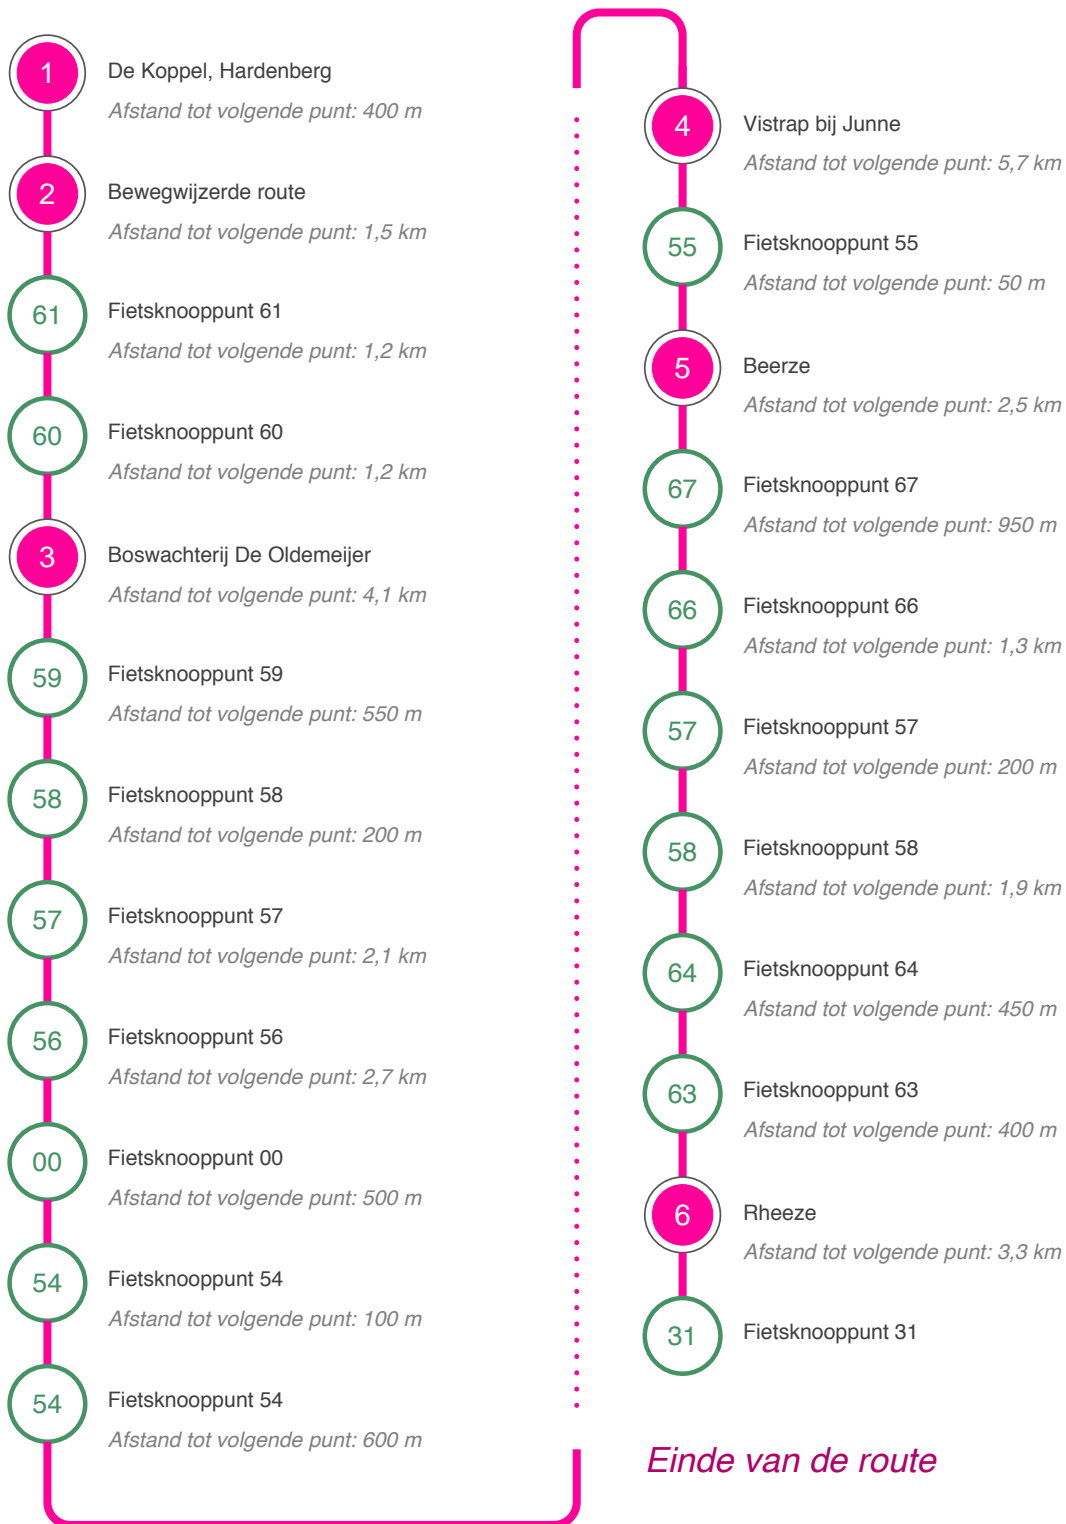 1
De Koppel, Hardenberg
Afstand tot volgende punt: 400 m
2
Bewegwijzerde route
Afstand tot volgende punt: 1,5 km
61
Fietsknooppunt 61
Afstand tot volgende punt: 1,2 km
60
Fietsknooppunt 60
Afstand tot volgende punt: 1,2 km
3
Boswachterij De Oldemeijer
Afstand tot volgende punt: 4,1 km
59
Fietsknooppunt 59
Afstand tot volgende punt: 550 m
58
Fietsknooppunt 58
Afstand tot volgende punt: 200 m
57
Fietsknooppunt 57
Afstand tot volgende punt: 2,1 km
56
Fietsknooppunt 56
Afstand tot volgende punt: 2,7 km
00
Fietsknooppunt 00
Afstand tot volgende punt: 500 m
54
Fietsknooppunt 54
Afstand tot volgende punt: 100 m
54
Fietsknooppunt 54
Afstand tot volgende punt: 600 m
4
Vistrap bij Junne
Afstand tot volgende punt: 5,7 km
55
Fietsknooppunt 55
Afstand tot volgende punt: 50 m
5
Beerze
Afstand tot volgende punt: 2,5 km
67
Fietsknooppunt 67
Afstand tot volgende punt: 950 m
66
Fietsknooppunt 66
Afstand tot volgende punt: 1,3 km
57
Fietsknooppunt 57
Afstand tot volgende punt: 200 m
58
Fietsknooppunt 58
Afstand tot volgende punt: 1,9 km
64
Fietsknooppunt 64
Afstand tot volgende punt: 450 m
63
Fietsknooppunt 63
Afstand tot volgende punt: 400 m
6
Rheeze
Afstand tot volgende punt: 3,3 km
31
Fietsknooppunt 31
Einde van de route